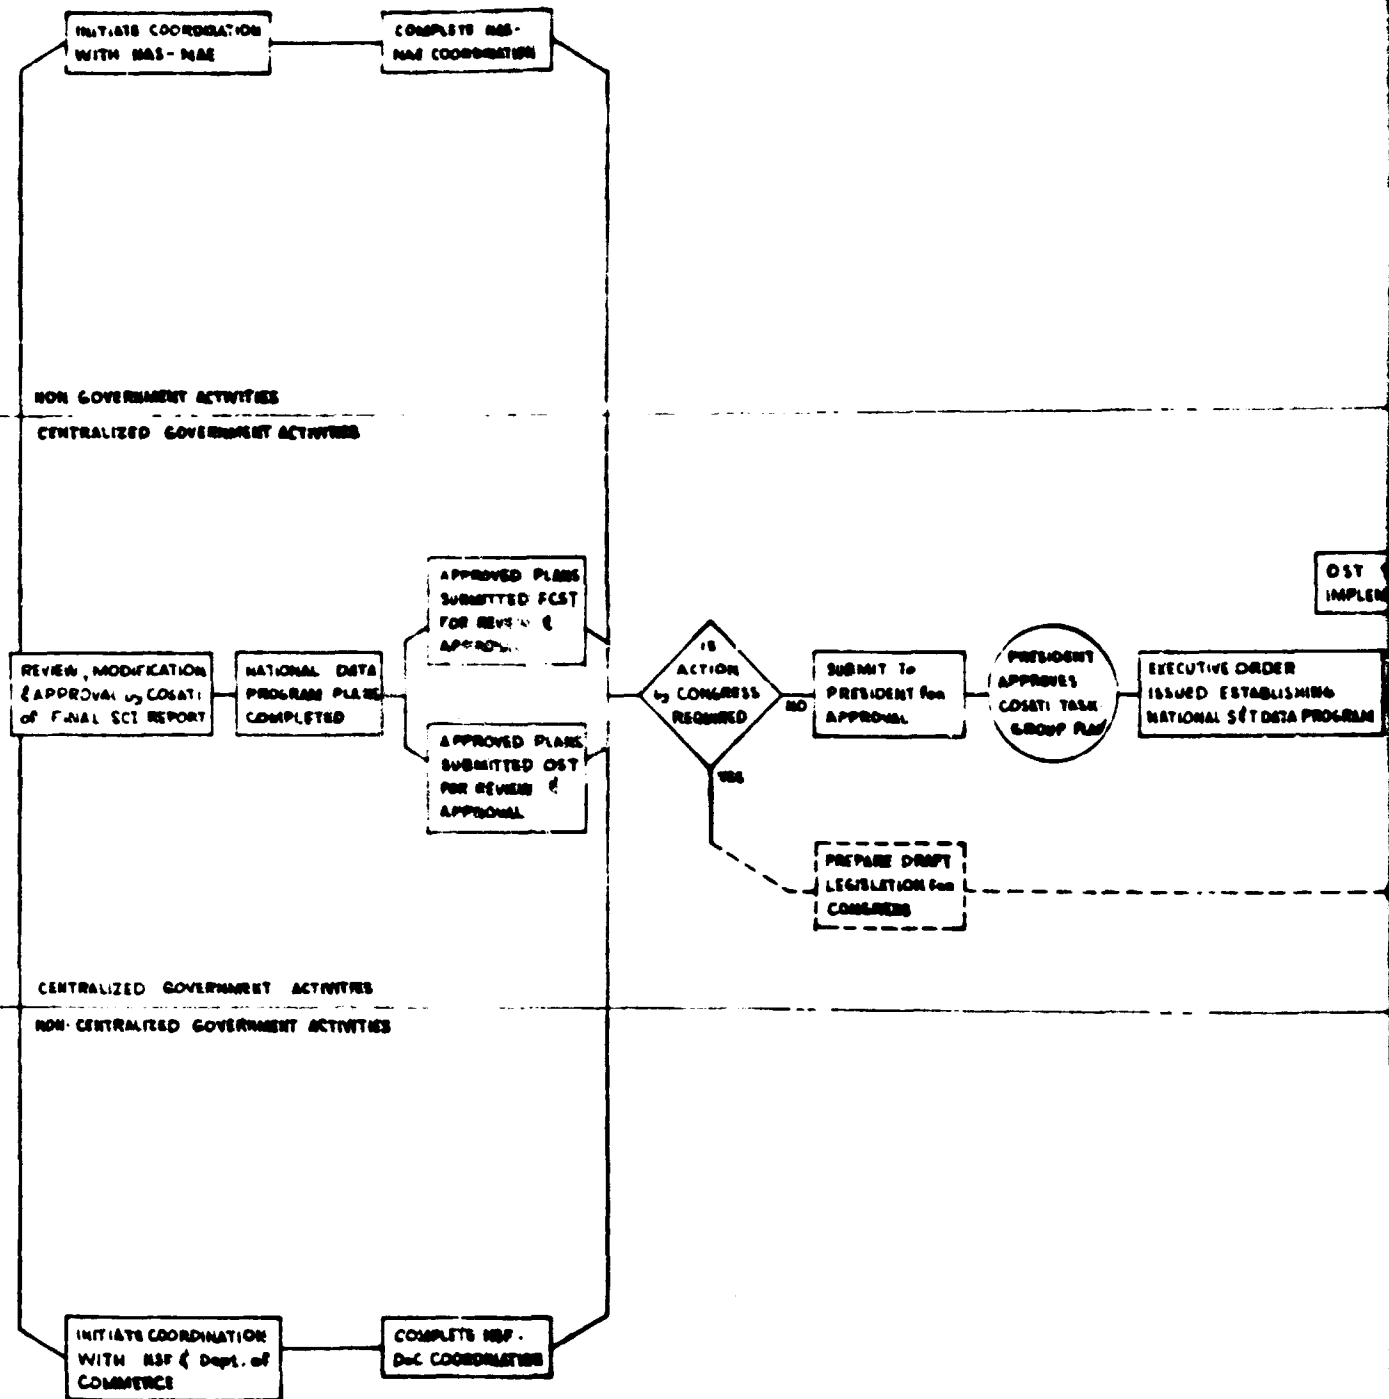 INITIATE COORDINATION
WITH NAS-NAE
COMPLETE NAS-
NAE COORDINATION
NON GOVERNMENT ACTIVITIES
CENTRALIZED GOVERNMENT ACTIVITIES
APPROVED PLANS
SUBMITTED FCST
FOR REVIEW &
APPROVAL
REVIEW, MODIFICATION
& APPROVAL by COSATI
of FINAL SCI REPORT
NATIONAL DATA
PROGRAM PLANS
COMPLETED
APPROVED PLANS
SUBMITTED OST
FOR REVIEW &
APPROVAL
IS
ACTION
by CONGRESS
REQUIRED
NO
YES
SUBMIT TO
PRESIDENT for
APPROVAL
PRESIDENT
APPROVES
COSATI TASK
GROUP PLAN
EXECUTIVE ORDER
ISSUED ESTABLISHING
NATIONAL S&T DATA PROGRAM
OST
IMPLEM
PREPARE DRAFT
LEGISLATION for
CONGRESS
CENTRALIZED GOVERNMENT ACTIVITIES
NON-CENTRALIZED GOVERNMENT ACTIVITIES
INITIATE COORDINATION
WITH NSF & Dept. of
COMMERCE
COMPLETE NSF-
DoC COORDINATION